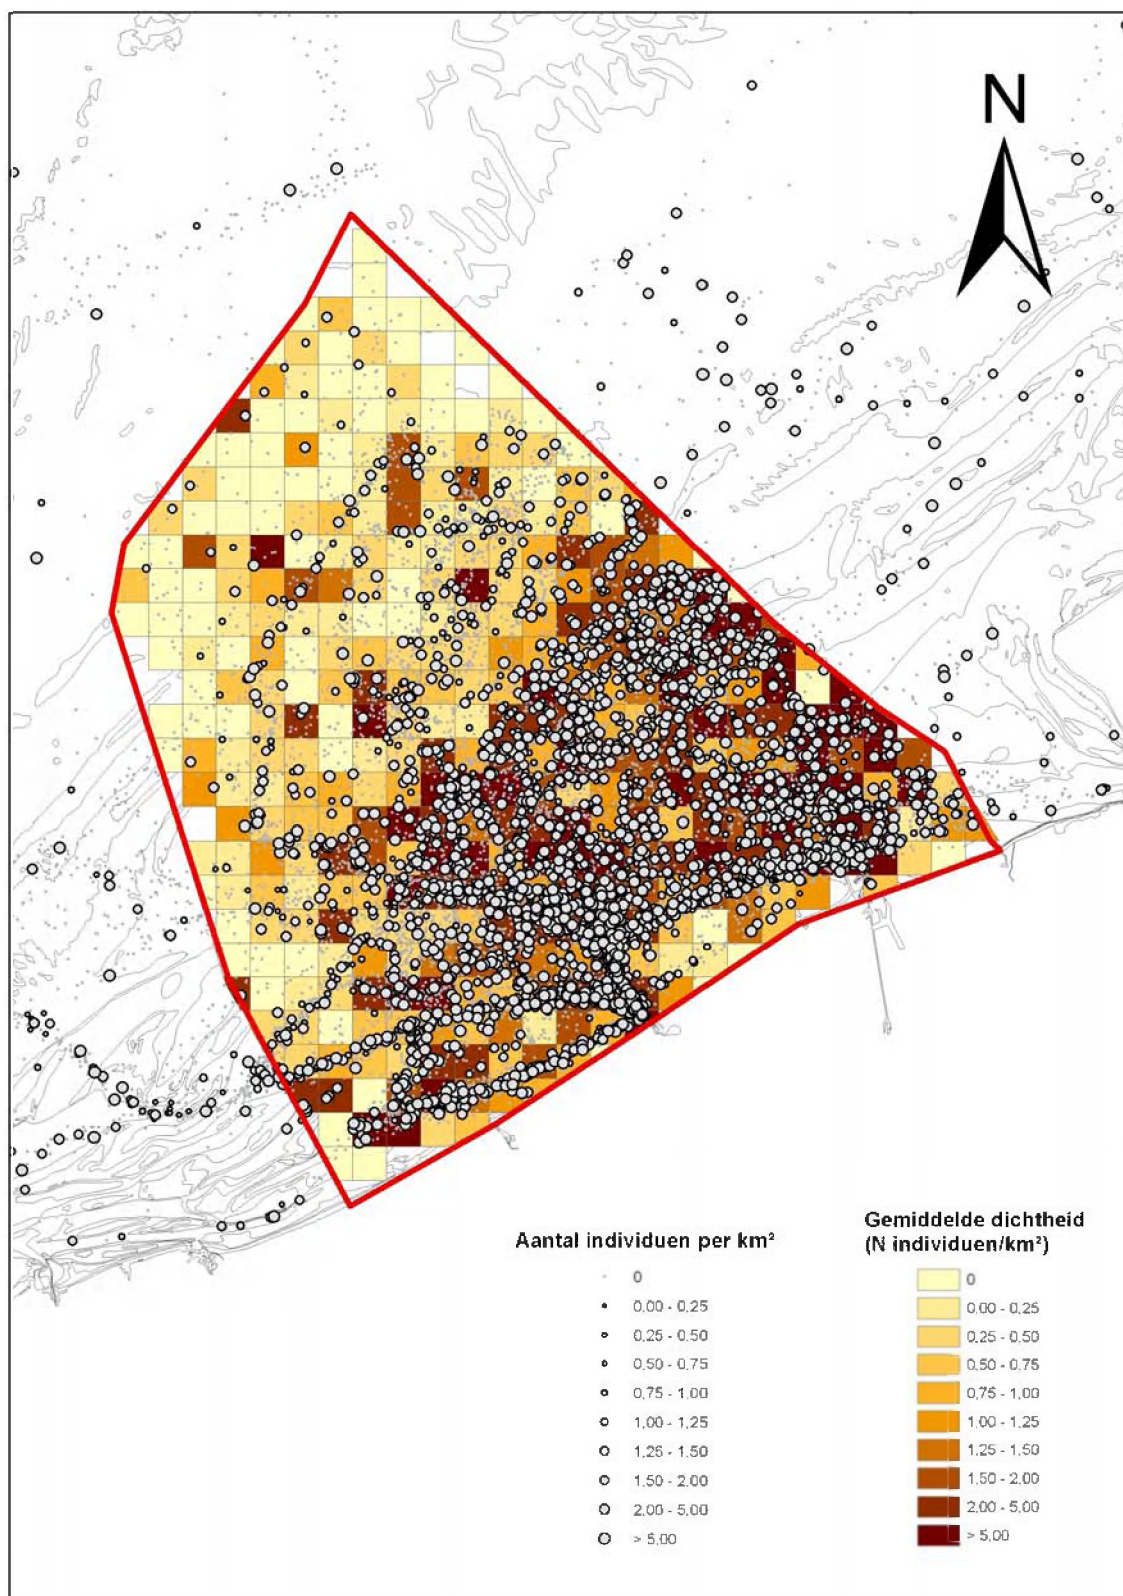 N
Aantal individuen per km²
0
0,00 - 0,25
0,25 - 0,50
0,50 - 0,75
0,75 - 1,00
1,00 - 1,25
1,25 - 1,50
1,50 - 2,00
2,00 - 5,00
> 5,00
Gemiddelde dichtheid
(N individuen/km²)
0
0,00 - 0,25
0,25 - 0,50
0,50 - 0,75
0,75 - 1,00
1,00 - 1,25
1,25 - 1,50
1,50 - 2,00
2,00 - 5,00
> 5,00